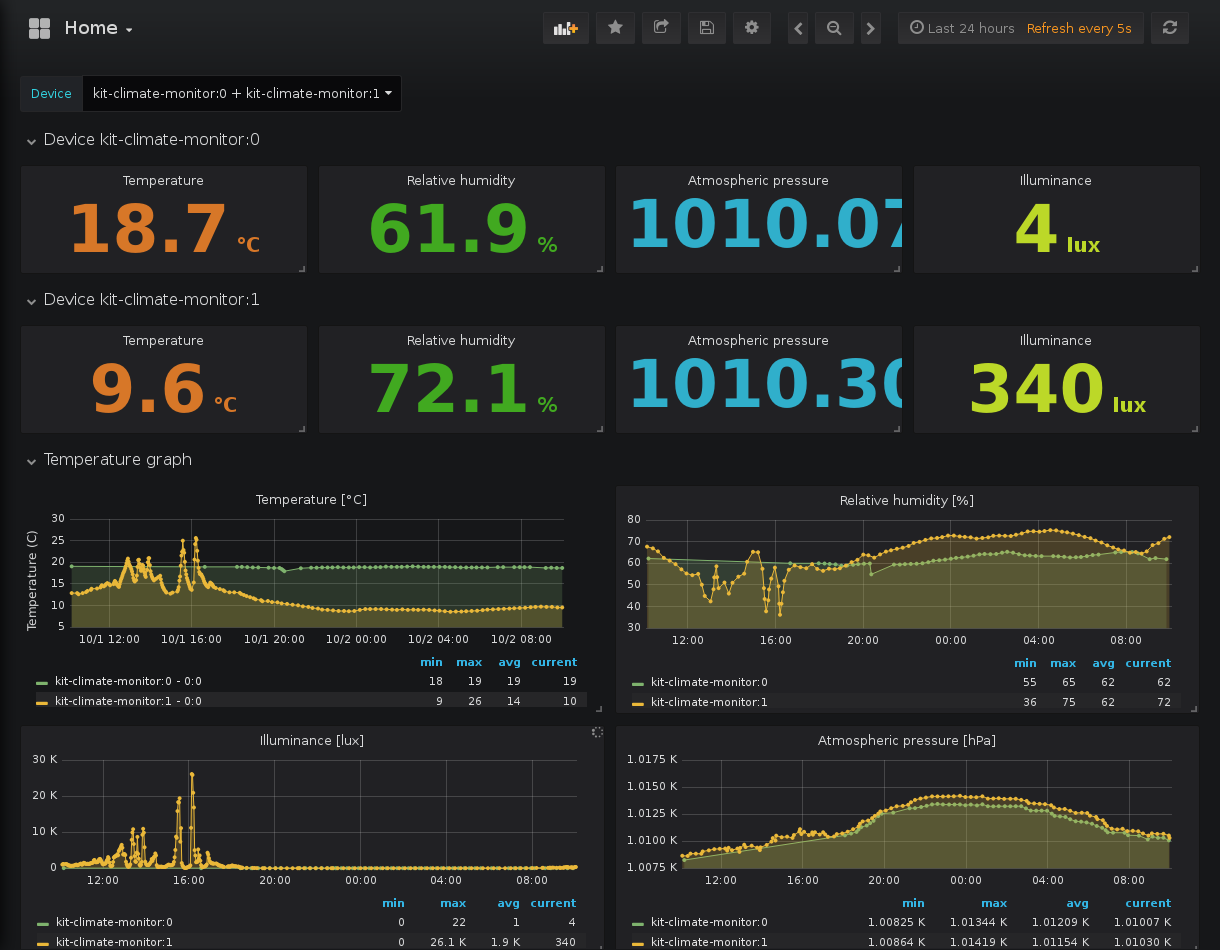 Home
Last 24 hours Refresh every 5s
Device kit-climate-monitor:0 + kit-climate-monitor:1
Device kit-climate-monitor:0
Temperature
18.7 °C
Relative humidity
61.9 %
Atmospheric pressure
1010.07
Illuminance
4 lux
Device kit-climate-monitor:1
Temperature
9.6 °C
Relative humidity
72.1 %
Atmospheric pressure
1010.30
Illuminance
340 lux
Temperature graph
Temperature [°C]
Temperature (C)
30
25
20
15
10
5
10/1 12:00 10/1 16:00 10/1 20:00 10/2 00:00 10/2 04:00 10/2 08:00
min max avg current
kit-climate-monitor:0 - 0:0 18 19 19 19
kit-climate-monitor:1 - 0:0 9 26 14 10
Relative humidity [%]
80
70
60
50
40
30
12:00 16:00 20:00 00:00 04:00 08:00
min max avg current
kit-climate-monitor:0 55 65 62 62
kit-climate-monitor:1 36 75 62 72
Illuminance [lux]
30 K
20 K
10 K
0
12:00 16:00 20:00 00:00 04:00 08:00
min max avg current
kit-climate-monitor:0 0 22 1 4
kit-climate-monitor:1 0 26.1 K 1.9 K 340
Atmospheric pressure [hPa]
1.0175 K
1.0150 K
1.0125 K
1.0100 K
1.0075 K
12:00 16:00 20:00 00:00 04:00 08:00
min max avg current
kit-climate-monitor:0 1.00825 K 1.01344 K 1.01209 K 1.01007 K
kit-climate-monitor:1 1.00864 K 1.01419 K 1.01154 K 1.01030 K